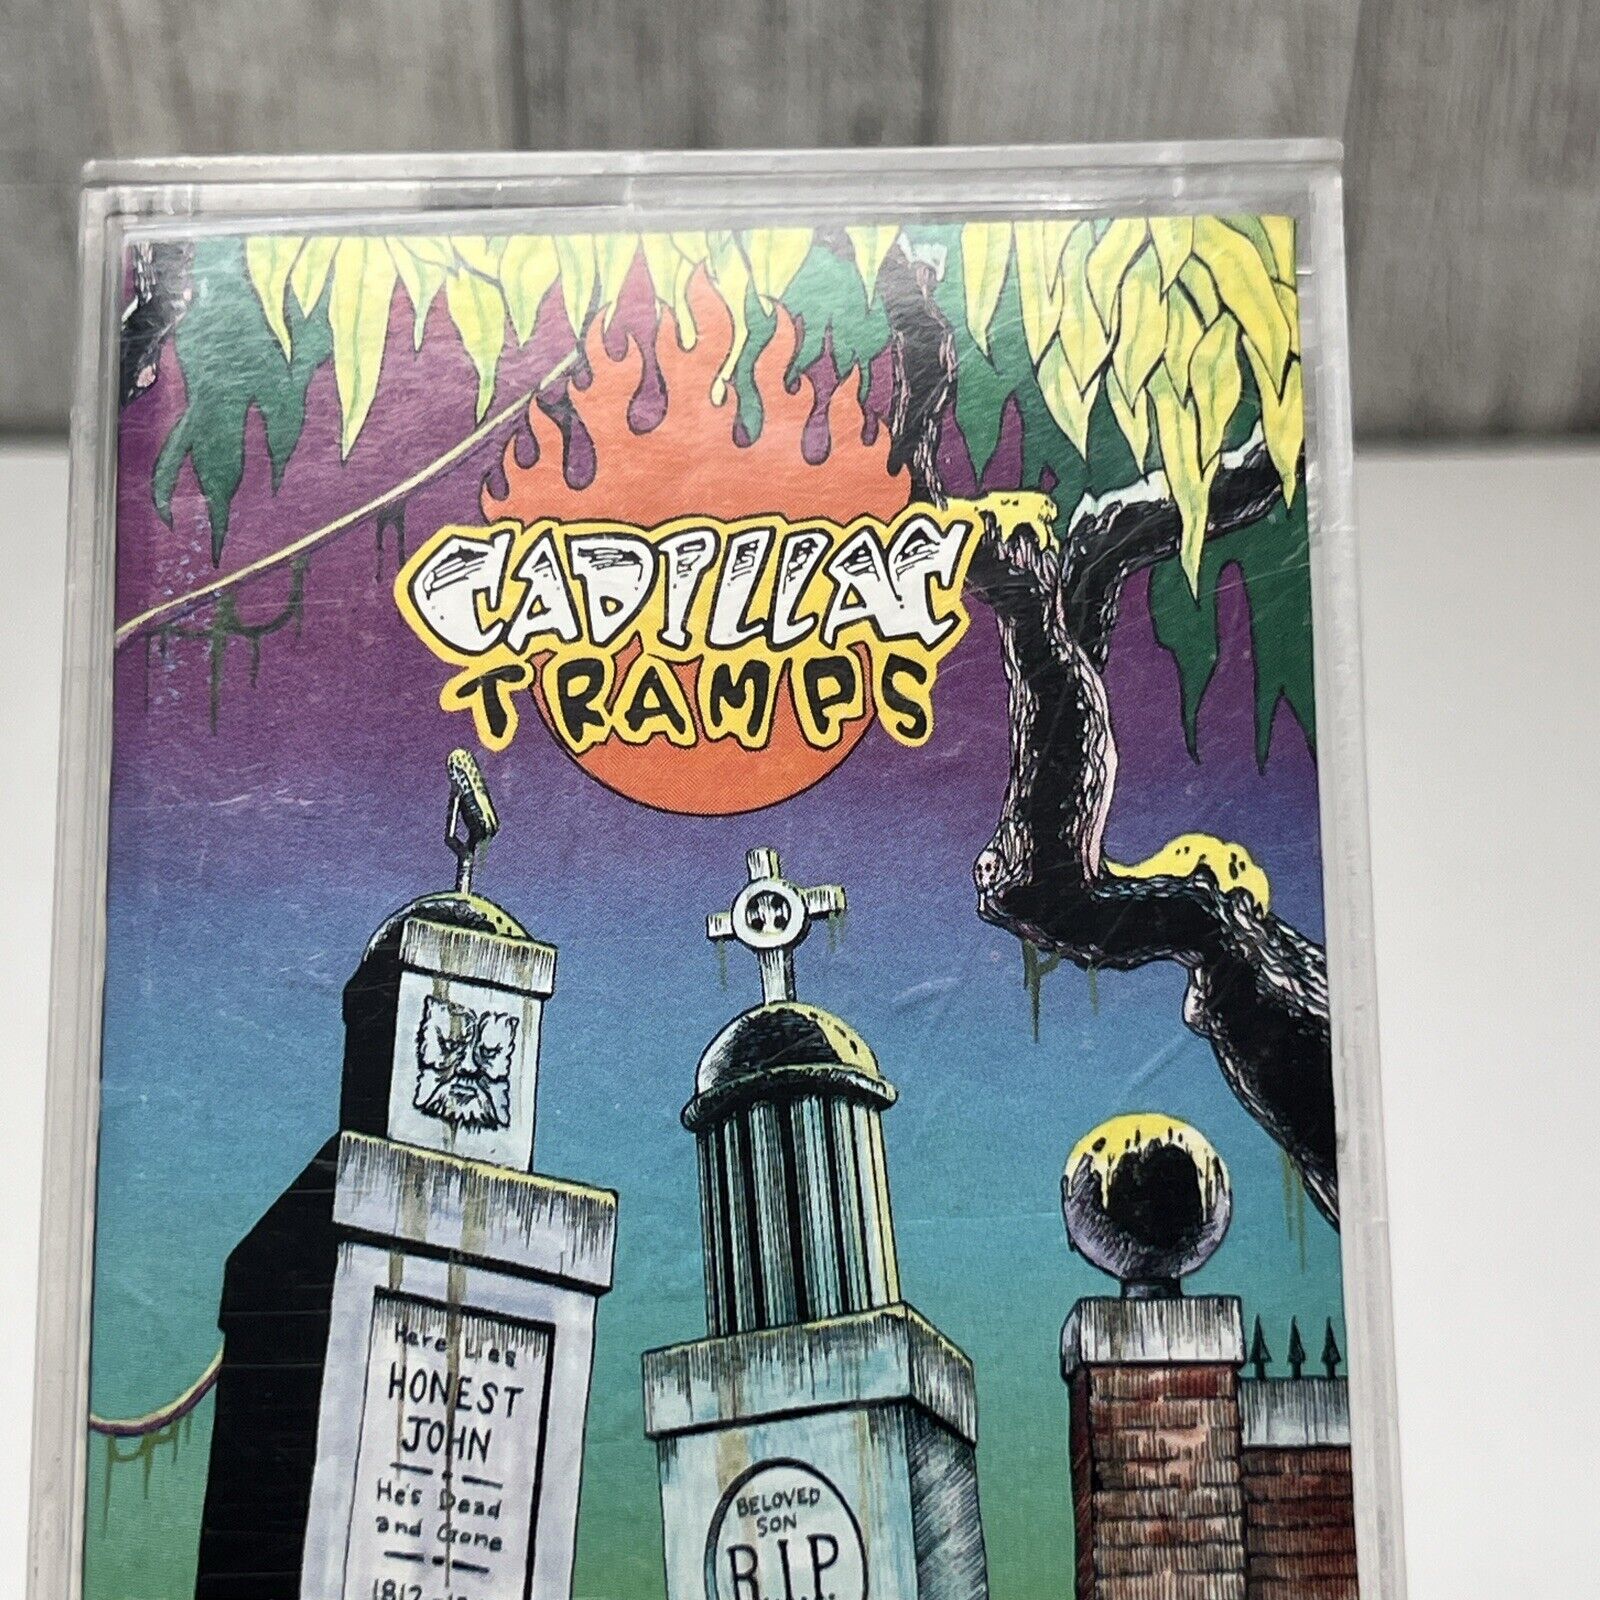 CADILLAC
TRAMPS
Here Lies
HONEST
JOHN
He's Dead
and Gone
BELOVED
SON
R.I.P.